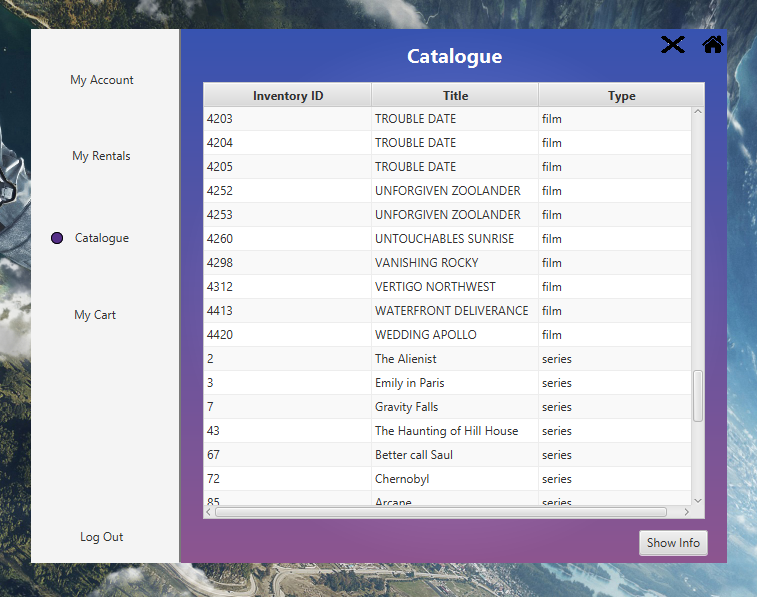 My Account
My Rentals
Catalogue
My Cart
Log Out
Catalogue
Inventory ID Title Type
4203 TROUBLE DATE film
4204 TROUBLE DATE film
4205 TROUBLE DATE film
4252 UNFORGIVEN ZOOLANDER film
4253 UNFORGIVEN ZOOLANDER film
4260 UNTOUCHABLES SUNRISE film
4298 VANISHING ROCKY film
4312 VERTIGO NORTHWEST film
4413 WATERFRONT DELIVERANCE film
4420 WEDDING APOLLO film
2 The Alienist series
3 Emily in Paris series
7 Gravity Falls series
43 The Haunting of Hill House series
67 Better call Saul series
72 Chernobyl series
85 Arcane series
Show Info